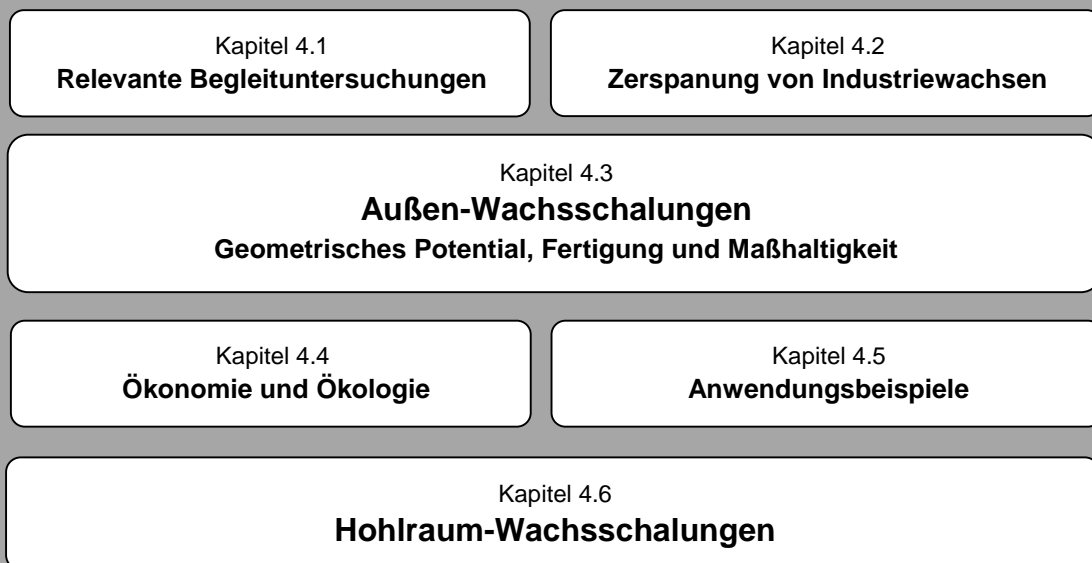 Kapitel 4.1
Relevante Begleituntersuchungen
Kapitel 4.2
Zerspanung von Industriewachsen
Kapitel 4.3
Außen-Wachsschalungen
Geometrisches Potential, Fertigung und Maßhaltigkeit
Kapitel 4.4
Ökonomie und Ökologie
Kapitel 4.5
Anwendungsbeispiele
Kapitel 4.6
Hohlraum-Wachsschalungen